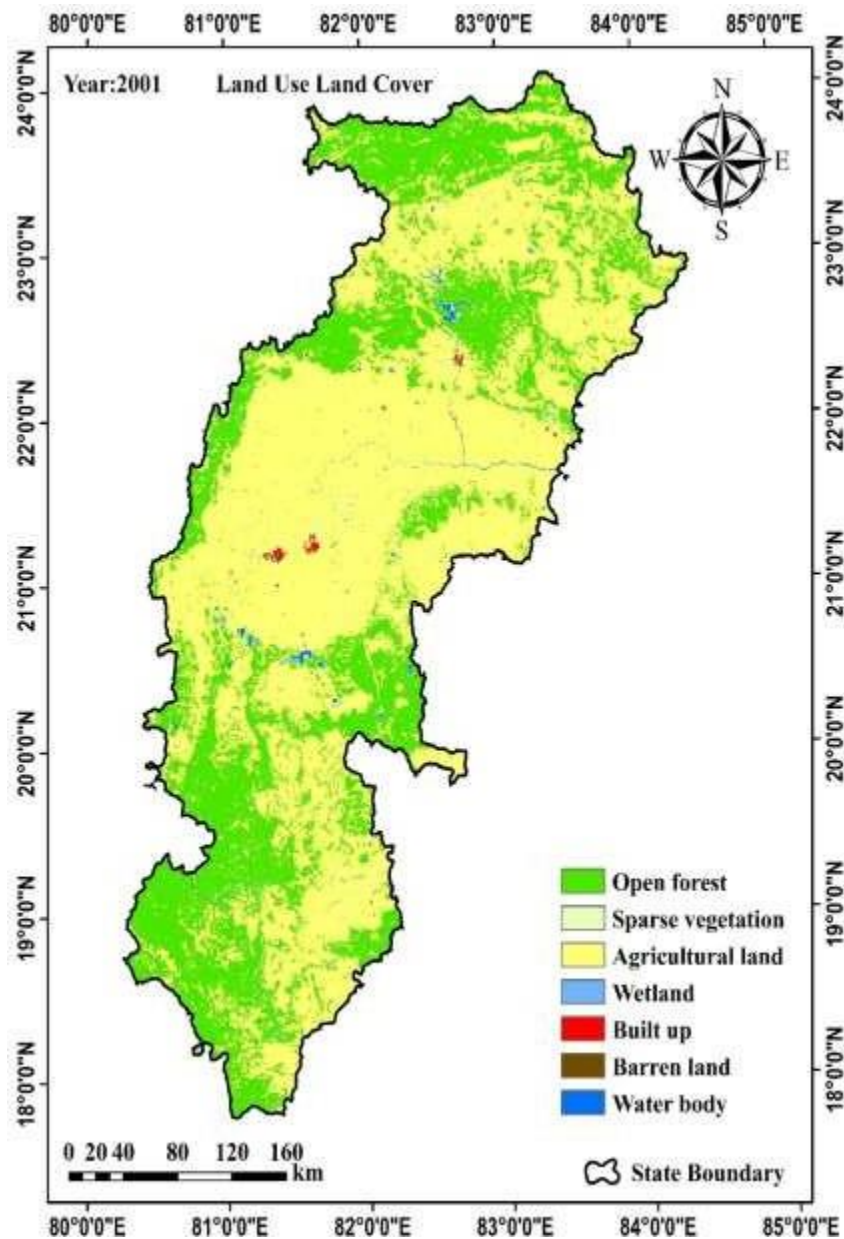 80°0'0"E 81°0'0"E 82°0'0"E 83°0'0"E 84°0'0"E 85°0'0"E
Year:2001 Land Use Land Cover
N
W E
S
24°0'0"N 24°0'0"N
23°0'0"N 23°0'0"N
22°0'0"N 22°0'0"N
21°0'0"N 21°0'0"N
20°0'0"N 20°0'0"N
19°0'0"N 19°0'0"N
18°0'0"N 18°0'0"N
Open forest
Sparse vegetation
Agricultural land
Wetland
Built up
Barren land
Water body
0 20 40 80 120 160
km
State Boundary
80°0'0"E 81°0'0"E 82°0'0"E 83°0'0"E 84°0'0"E 85°0'0"E